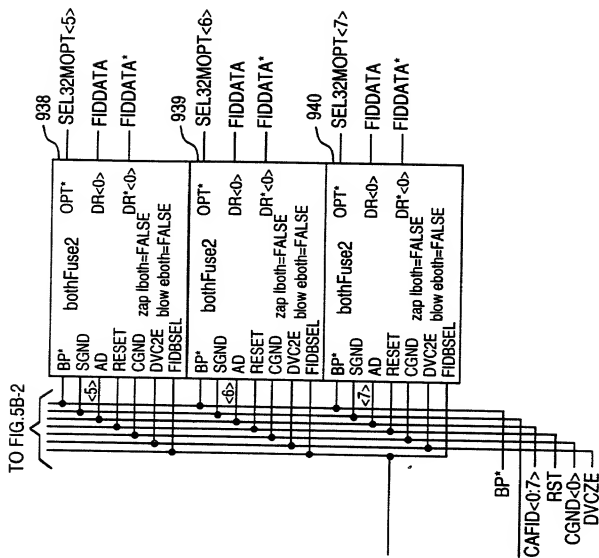 TO FIG.5B-2
938
BP*
SGND
<5> AD
RESET
CGND
DVC2E
FIDBSEL
bothFuse2
zap lboth=FALSE
blow eboth=FALSE
OPT*
DR<0>
DR*<0>
SEL32MOPT<5>
FIDDATA
FIDDATA*
939
BP*
SGND
<6> AD
RESET
CGND
DVC2E
FIDBSEL
bothFuse2
zap lboth=FALSE
blow eboth=FALSE
OPT*
DR<0>
DR*<0>
SEL32MOPT<6>
FIDDATA
FIDDATA*
940
BP*
SGND
<7> AD
RESET
CGND
DVC2E
FIDBSEL
bothFuse2
zap lboth=FALSE
blow eboth=FALSE
OPT*
DR<0>
DR*<0>
SEL32MOPT<7>
FIDDATA
FIDDATA*
BP*
CAFID<0:7>
RST
CGND<0>
DVCZE